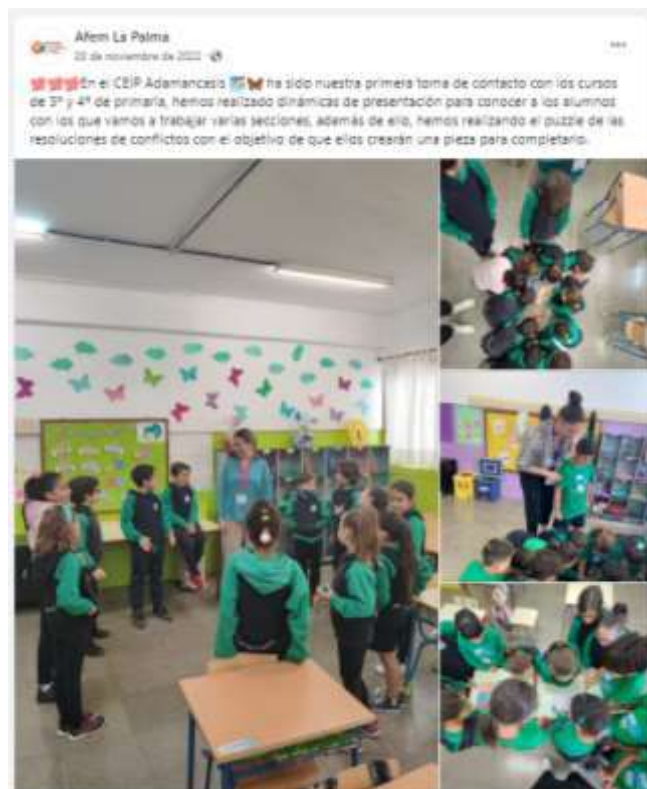 Afem La Palma
de noviembre de 2022
En el CEIP Adamancasis ha sido nuestra primera toma de contacto con los cursos
de 3º y 4º de primaria, hemos realizado dinámicas de presentación para conocer a los alumnos
con los que vamos a trabajar varias secciones, además de ello, hemos realizando el puzzle de las
resoluciones de conflictos con el objetivo de que ellos crearán una pieza para completarlo.